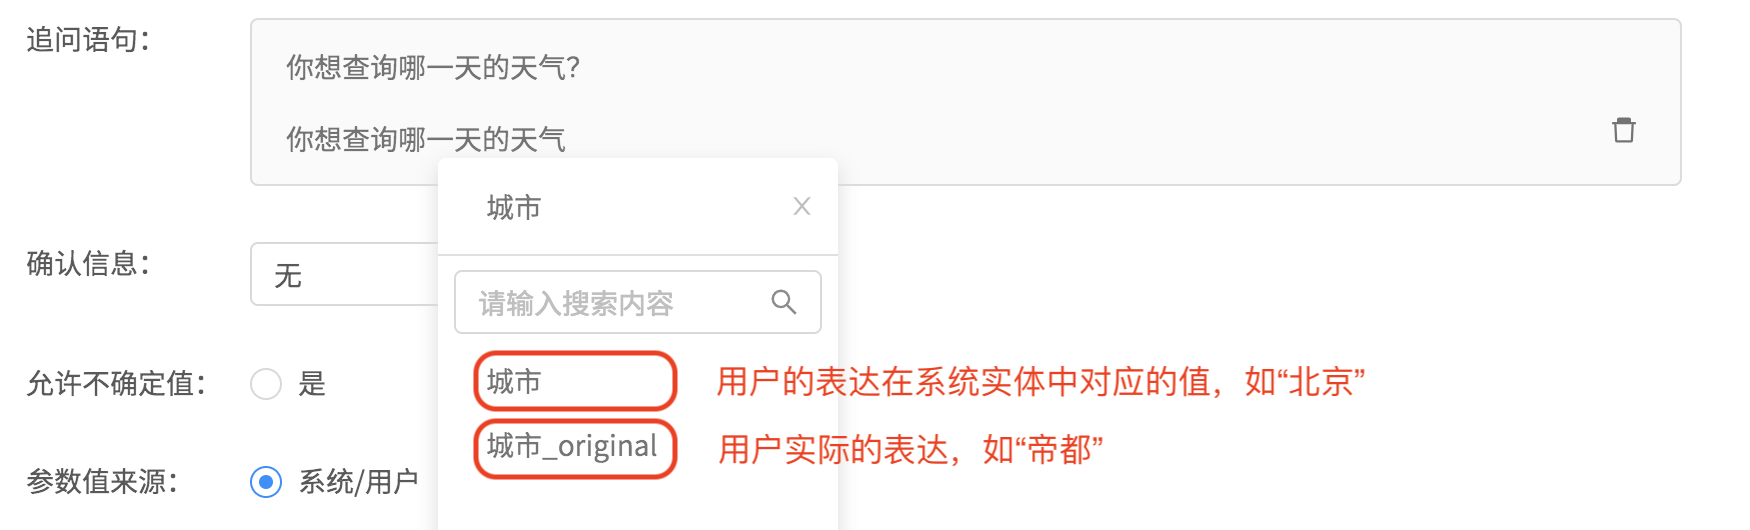 追问语句：
你想查询哪一天的天气？
你想查询哪一天的天气
城市
确认信息：
无
请输入搜索内容
允许不确定值：
是
城市
用户的表达在系统实体中对应的值，如“北京”
城市_original
用户实际的表达，如“帝都”
参数值来源：
系统/用户